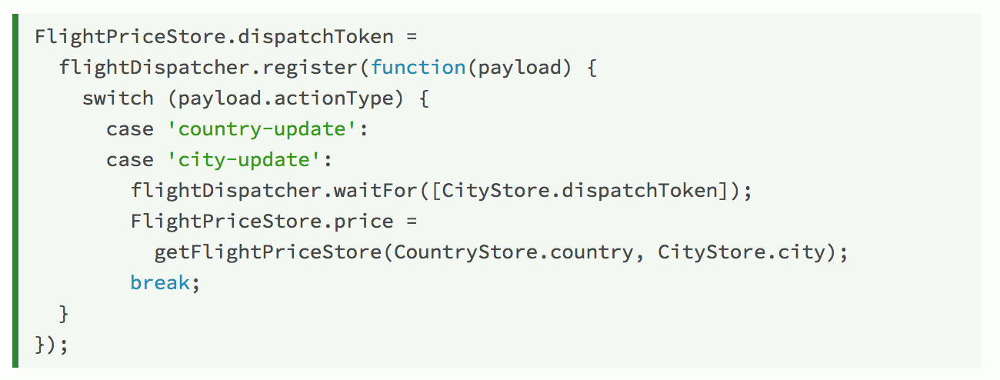 FlightPriceStore.dispatchToken =
  flightDispatcher.register(function(payload) {
    switch (payload.actionType) {
      case 'country-update':
      case 'city-update':
        flightDispatcher.waitFor([CityStore.dispatchToken]);
        FlightPriceStore.price =
          getFlightPriceStore(CountryStore.country, CityStore.city);
        break;
  }
});